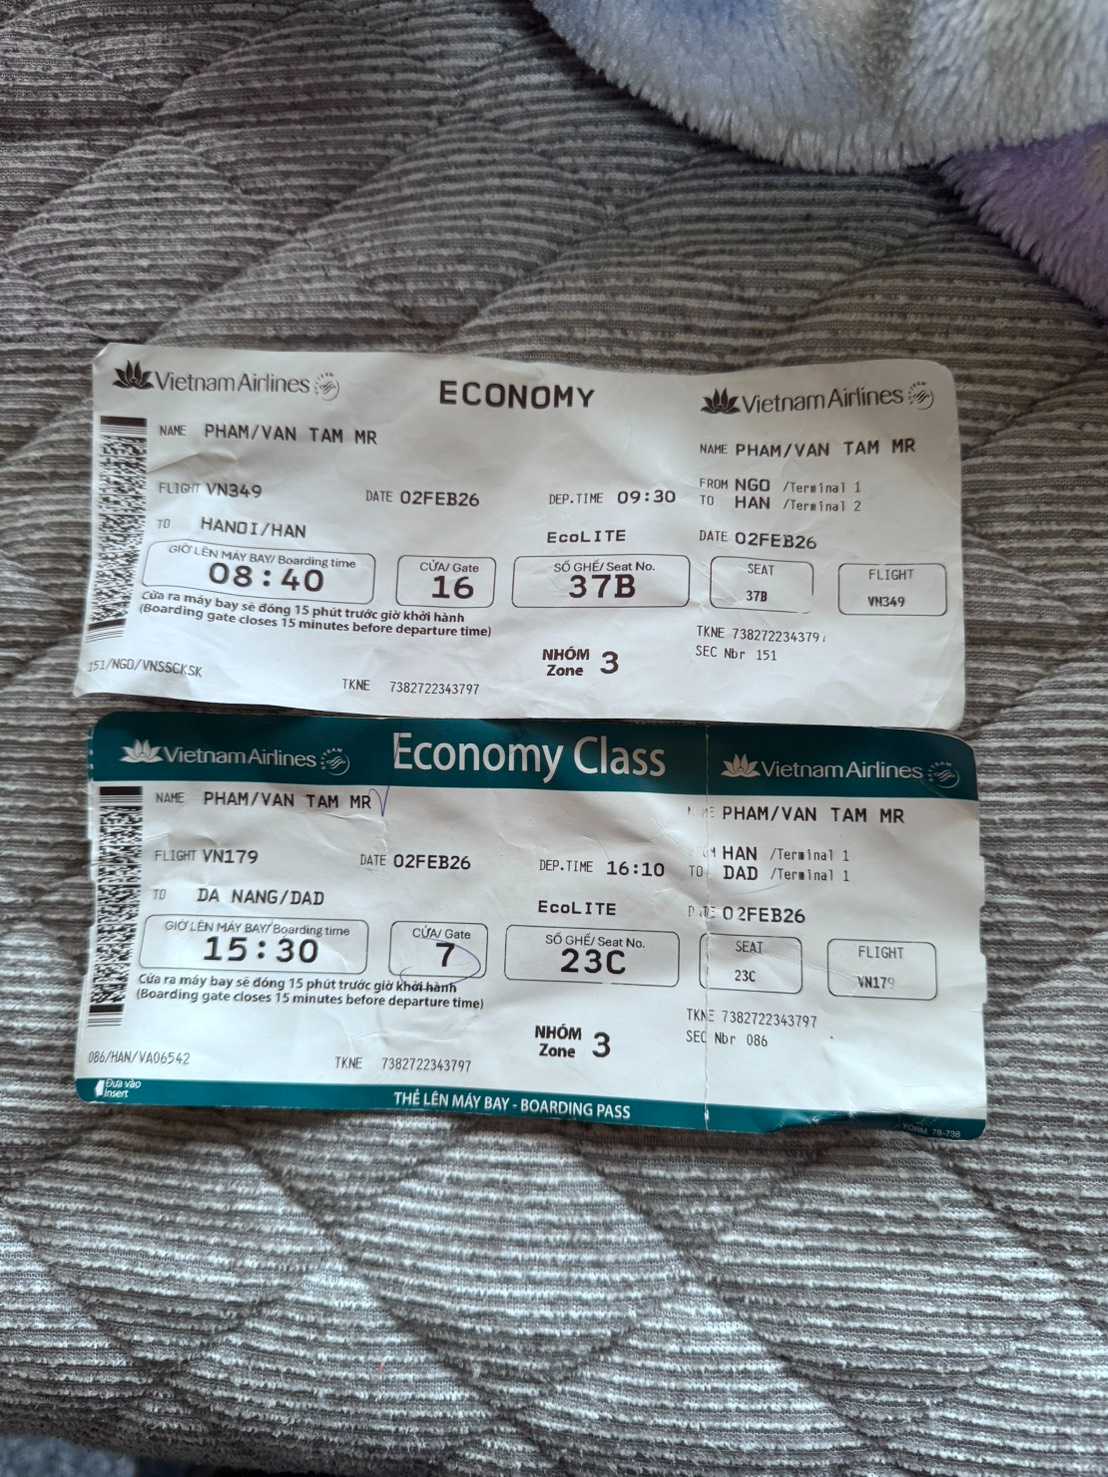 Vietnam Airlines
ECONOMY
Vietnam Airlines
NAME PHAM/VAN TAM MR
NAME PHAM/VAN TAM MR
FLIGHT VN349 DATE 02FEB26 DEP.TIME 09:30
FROM NGO /Terminal 1
TO HAN /Terminal 2
TO HANOI/HAN
EcoLITE
DATE 02FEB26
GIỜ LÊN MÁY BAY/ Boarding time
08:40
CỬA/ Gate
16
SỐ GHẾ/ Seat No.
37B
SEAT
37B
FLIGHT
VN349
Cửa ra máy bay sẽ đóng 15 phút trước giờ khởi hành
(Boarding gate closes 15 minutes before departure time)
NHÓM
Zone 3
TKNE 738272234379
SEC Nbr 151
151/NGO/VNSSCKSK
TKNE 7382722343797
Vietnam Airlines
Economy Class
Vietnam Airlines
NAME PHAM/VAN TAM MR
PHAM/VAN TAM MR
FLIGHT VN179 DATE 02FEB26 DEP.TIME 16:10
HAN /Terminal 1
TO DAD /Terminal 1
TO DA NANG/DAD
EcoLITE
02FEB26
GIỜ LÊN MÁY BAY/ Boarding time
15:30
CỬA/ Gate
7
SỐ GHẾ/ Seat No.
23C
SEAT
23C
FLIGHT
VN179
Cửa ra máy bay sẽ đóng 15 phút trước giờ khởi hành
(Boarding gate closes 15 minutes before departure time)
NHÓM
Zone 3
TKNE 7382722343797
SEC Nbr 086
086/HAN/VA06542
TKNE 7382722343797
Đưa vào
Insert
THẺ LÊN MÁY BAY - BOARDING PASS